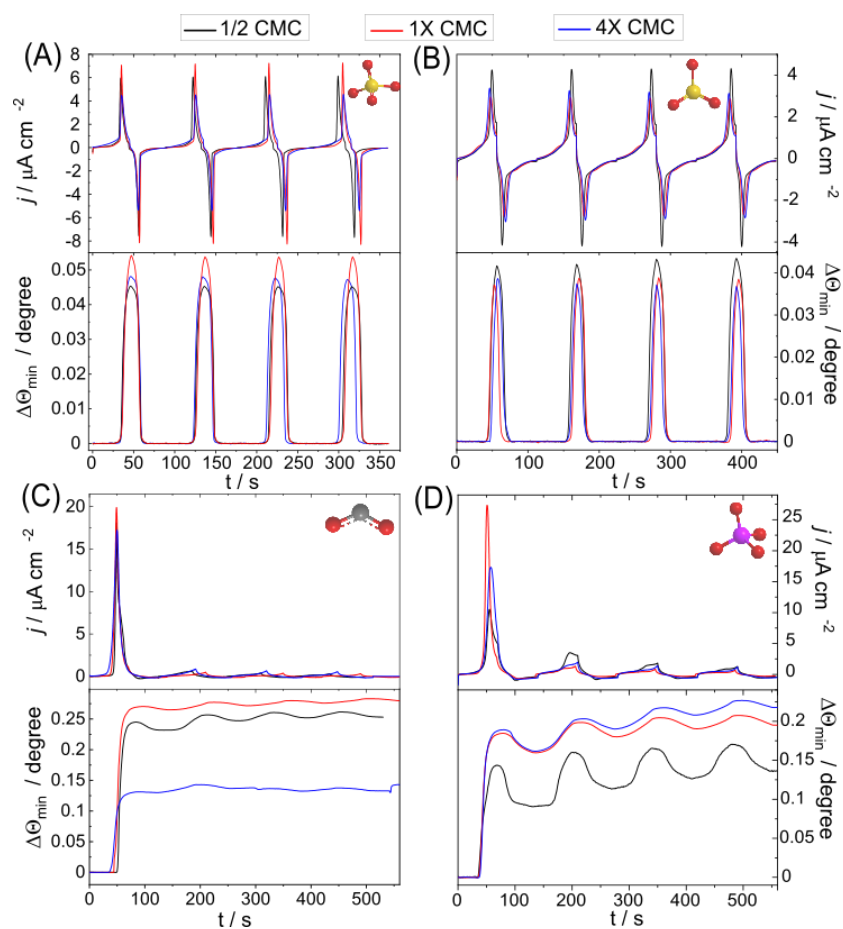 1/2 CMC 1X CMC 4X CMC
(A)
8
6
4
2
0
-2
-4
-6
-8
j / µA cm -2
0.05
0.04
0.03
0.02
0.01
0.00
ΔΘmin / degree
0 50 100 150 200 250 300 350
t / s
(B)
4
2
0
-2
-4
j / µA cm -2
0.04
0.03
0.02
0.01
0
ΔΘmin / degree
0 100 200 300 400
t / s
(C)
20
15
10
5
0
j / µA cm -2
0.25
0.20
0.15
0.10
0.05
0.00
ΔΘmin / degree
0 100 200 300 400 500
t / s
(D)
25
20
15
10
5
0
j / µA cm -2
0.2
0.15
0.1
0.05
0
ΔΘmin / degree
0 100 200 300 400 500
t / s